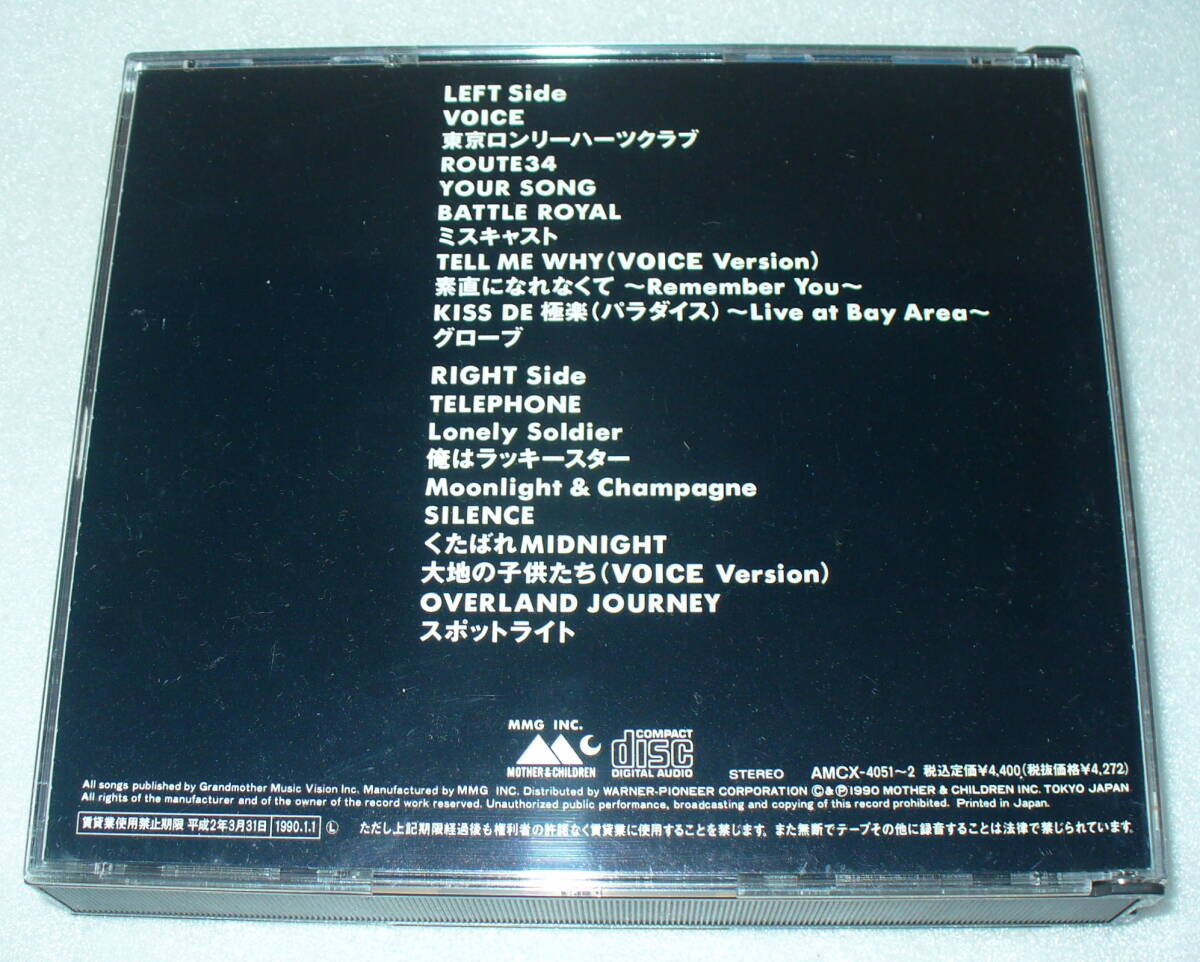 LEFT Side
VOICE
東京ロンリーハーツクラブ
ROUTE34
YOUR SONG
BATTLE ROYAL
ミスキャスト
TELL ME WHY(VOICE Version)
素直になれなくて 〜Remember You〜
KISS DE 極楽(パラダイス) 〜Live at Bay Area〜
グローブ
RIGHT Side
TELEPHONE
Lonely Soldier
俺はラッキースター
Moonlight & Champagne
SILENCE
くたばれMIDNIGHT
大地の子供たち(VOICE Version)
OVERLAND JOURNEY
スポットライト
MMG INC.
MOTHER & CHILDREN
COMPACT disc DIGITAL AUDIO
STEREO AMCX-4051〜2 税込定価¥4,400(税抜価格¥4,272)
All songs published by Grandmother Music Vision Inc. Manufactured by MMG INC. Distributed by WARNER-PIONEER CORPORATION Ⓒ&Ⓟ1990 MOTHER & CHILDREN INC. TOKYO JAPAN
All rights of the manufacturer and of the owner of the record work reserved. Unauthorized public performance, broadcasting and copying of this record prohibited. Printed in Japan.
賃貸業使用禁止期限 平成2年3月31日 1990.1.1 Ⓛ ただし上記期限経過後も権利者の許諾なく賃貸業に使用することを禁じます。また無断でテープその他に録音することは法律で禁じられています。